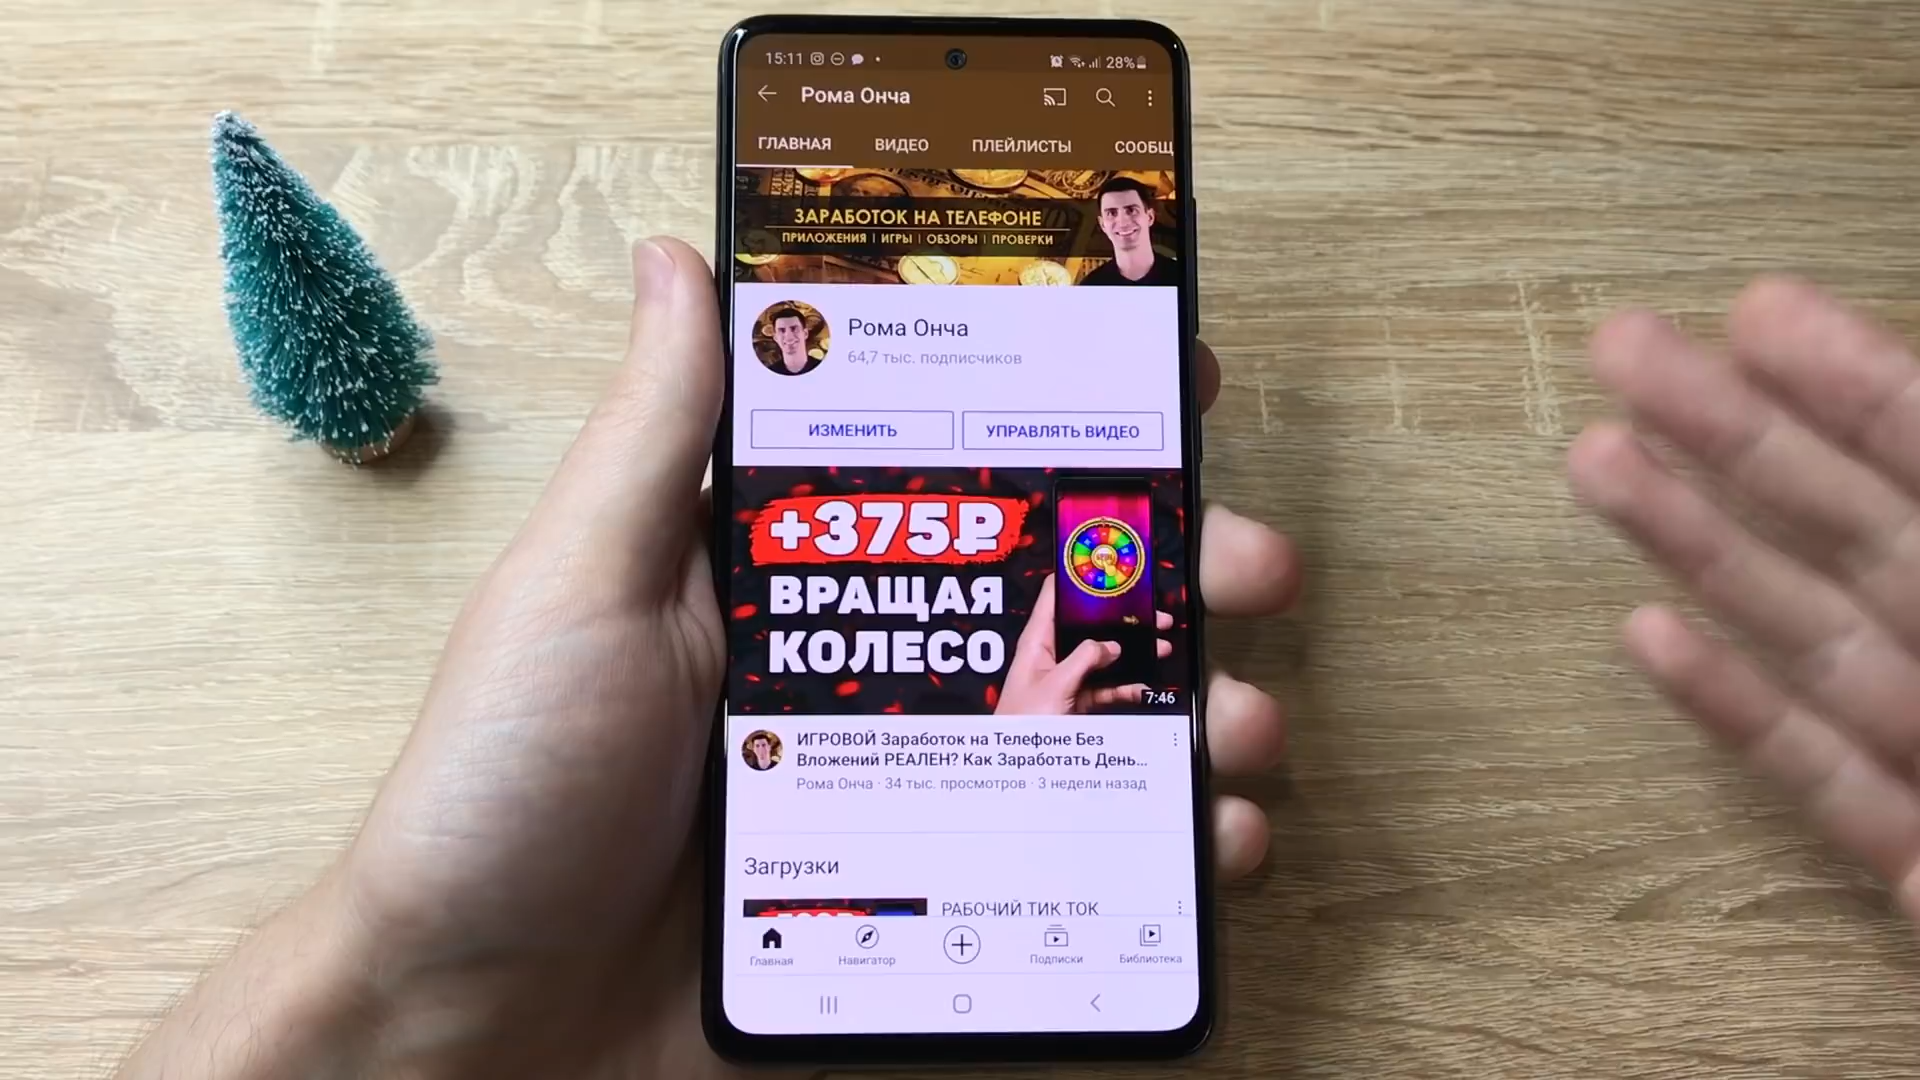 15:11
28%
Рома Онча
ГЛАВНАЯ ВИДЕО ПЛЕЙЛИСТЫ СООБЩ
ЗАРАБОТОК НА ТЕЛЕФОНЕ
ПРИЛОЖЕНИЯ | ИГРЫ | ОБЗОРЫ | ПРОВЕРКИ
Рома Онча
64,7 тыс. подписчиков
ИЗМЕНИТЬ УПРАВЛЯТЬ ВИДЕО
+375₽
ВРАЩАЯ
КОЛЕСО
7:46
ИГРОВОЙ Заработок на Телефоне Без
Вложений РЕАЛЕН? Как Заработать День...
Рома Онча · 34 тыс. просмотров · 3 недели назад
Загрузки
РАБОЧИЙ ТИК ТОК
Главная Навигатор Подписки Библиотека